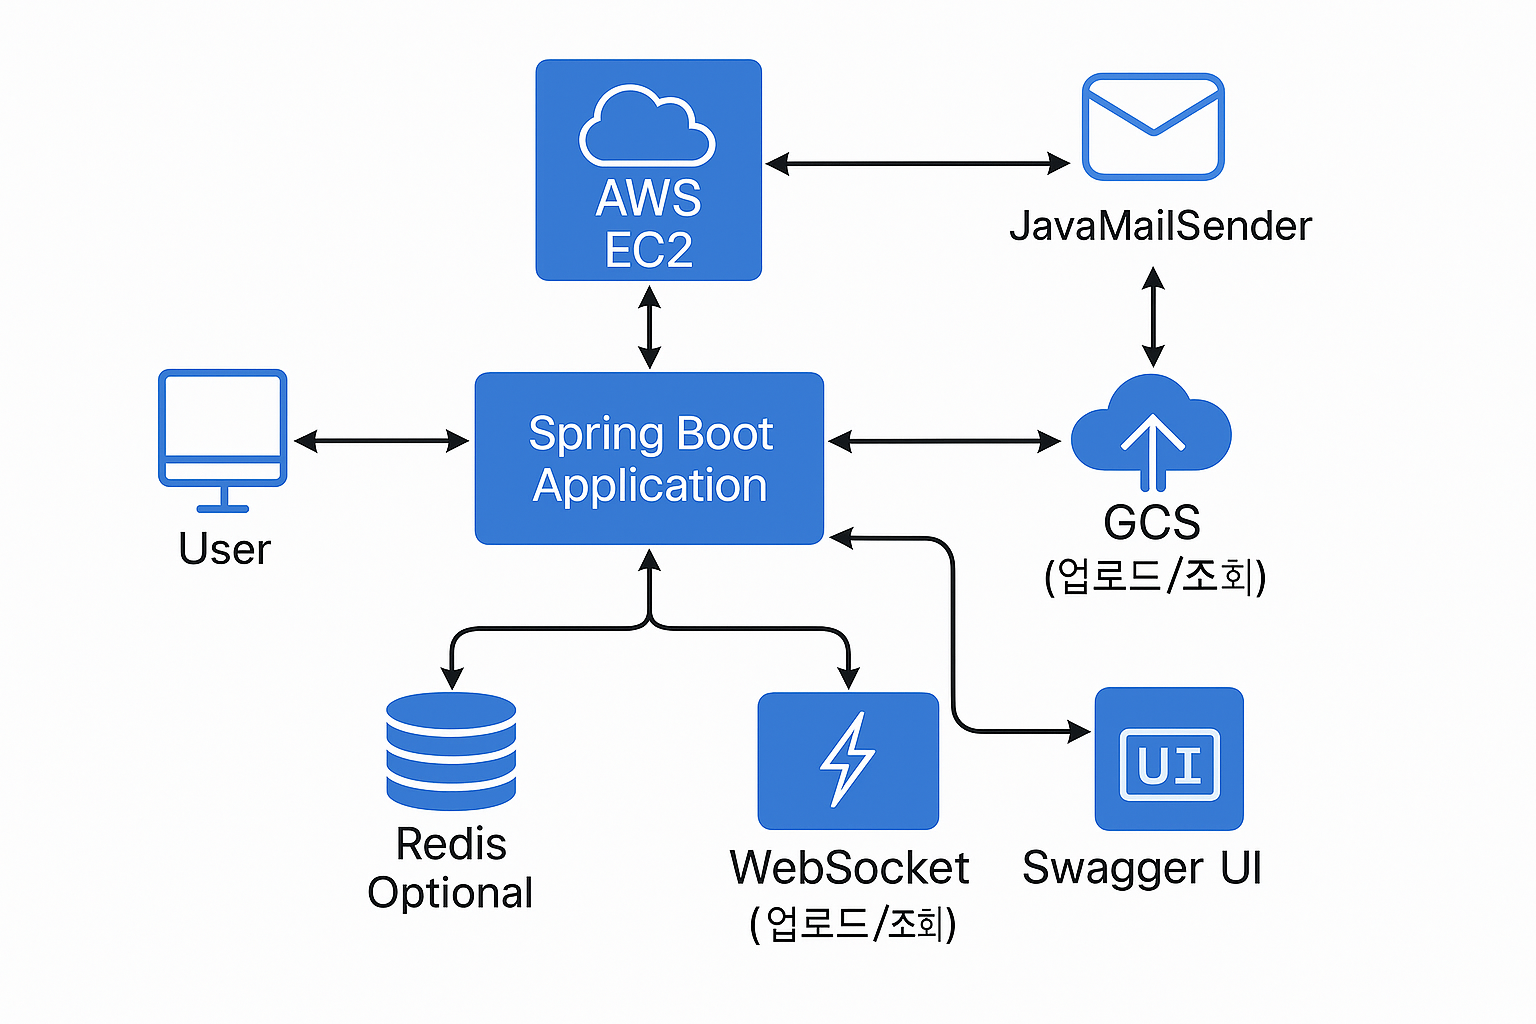 AWS
EC2
JavaMailSender
User
Spring Boot
Application
GCS
(업로드/조회)
Redis
Optional
WebSocket
(업로드/조회)
UI
Swagger UI